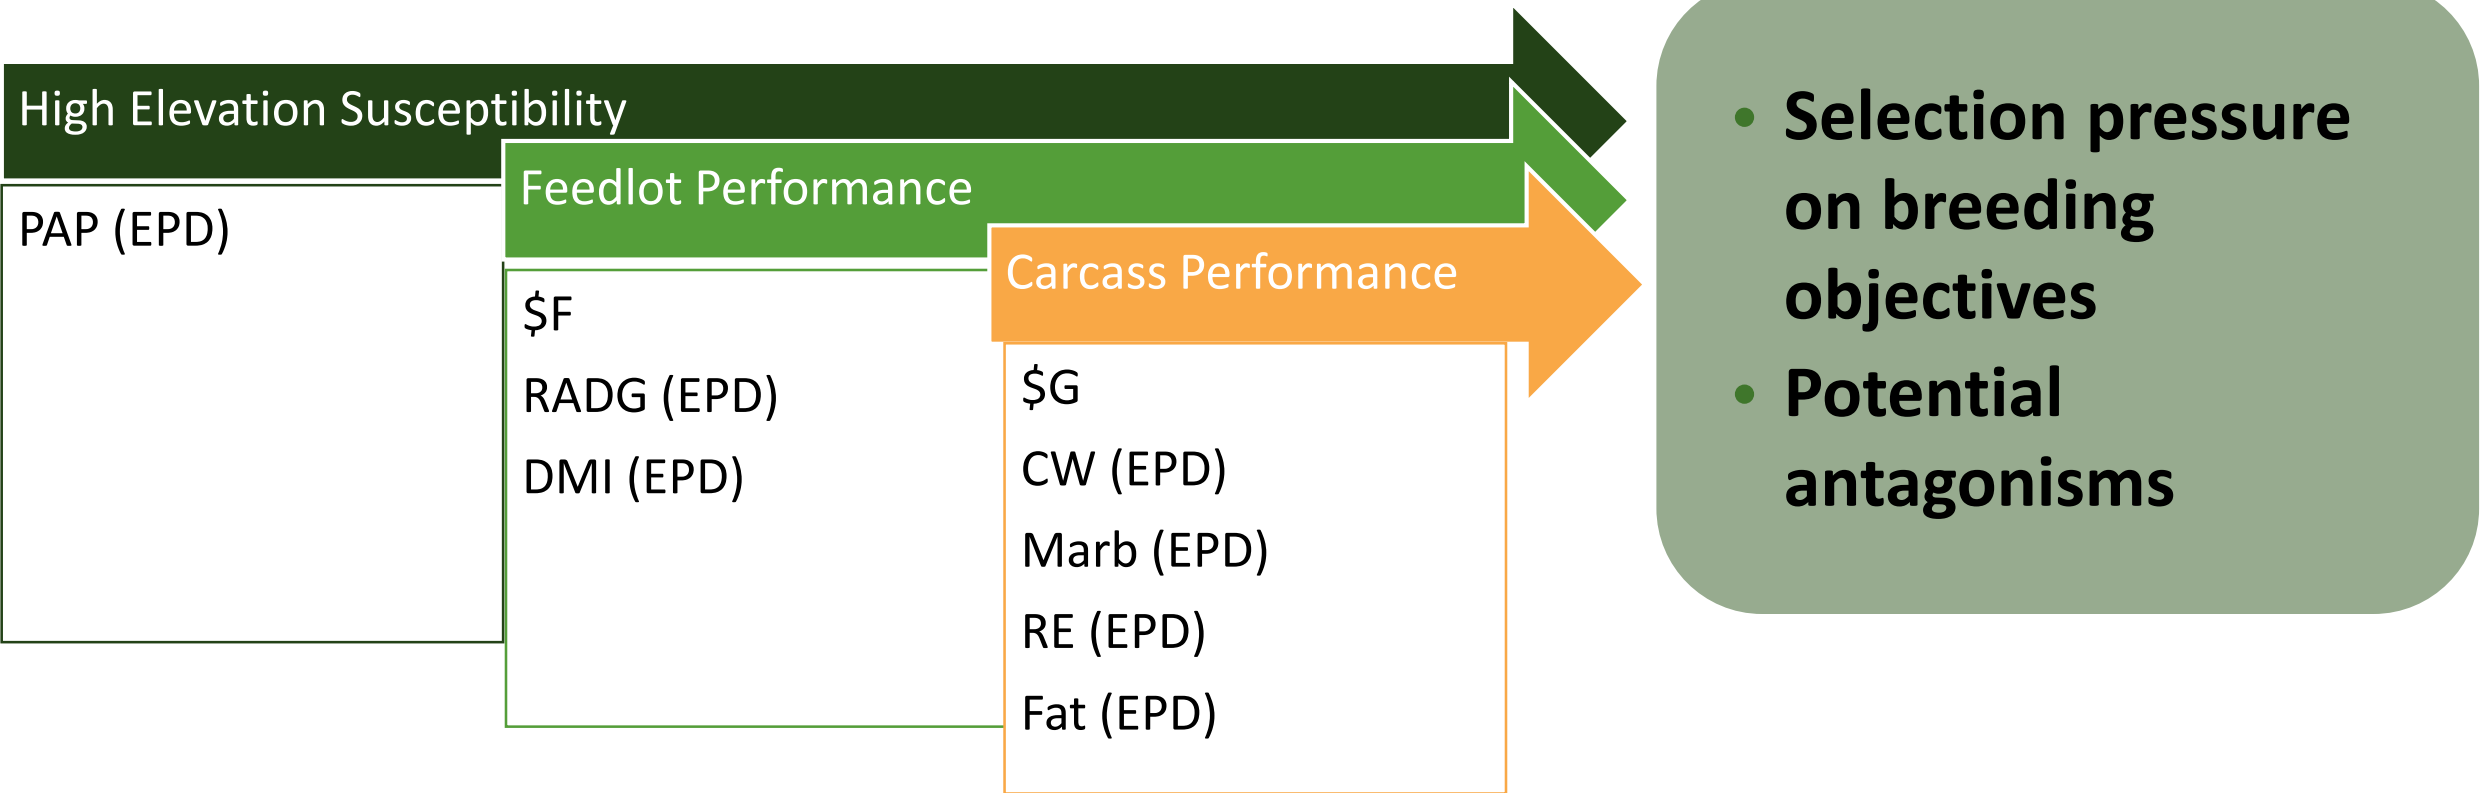 High Elevation Susceptibility
PAP (EPD)
Feedlot Performance
$F
RADG (EPD)
DMI (EPD)
Carcass Performance
$G
CW (EPD)
Marb (EPD)
RE (EPD)
Fat (EPD)
• Selection pressure
on breeding
objectives
• Potential
antagonisms